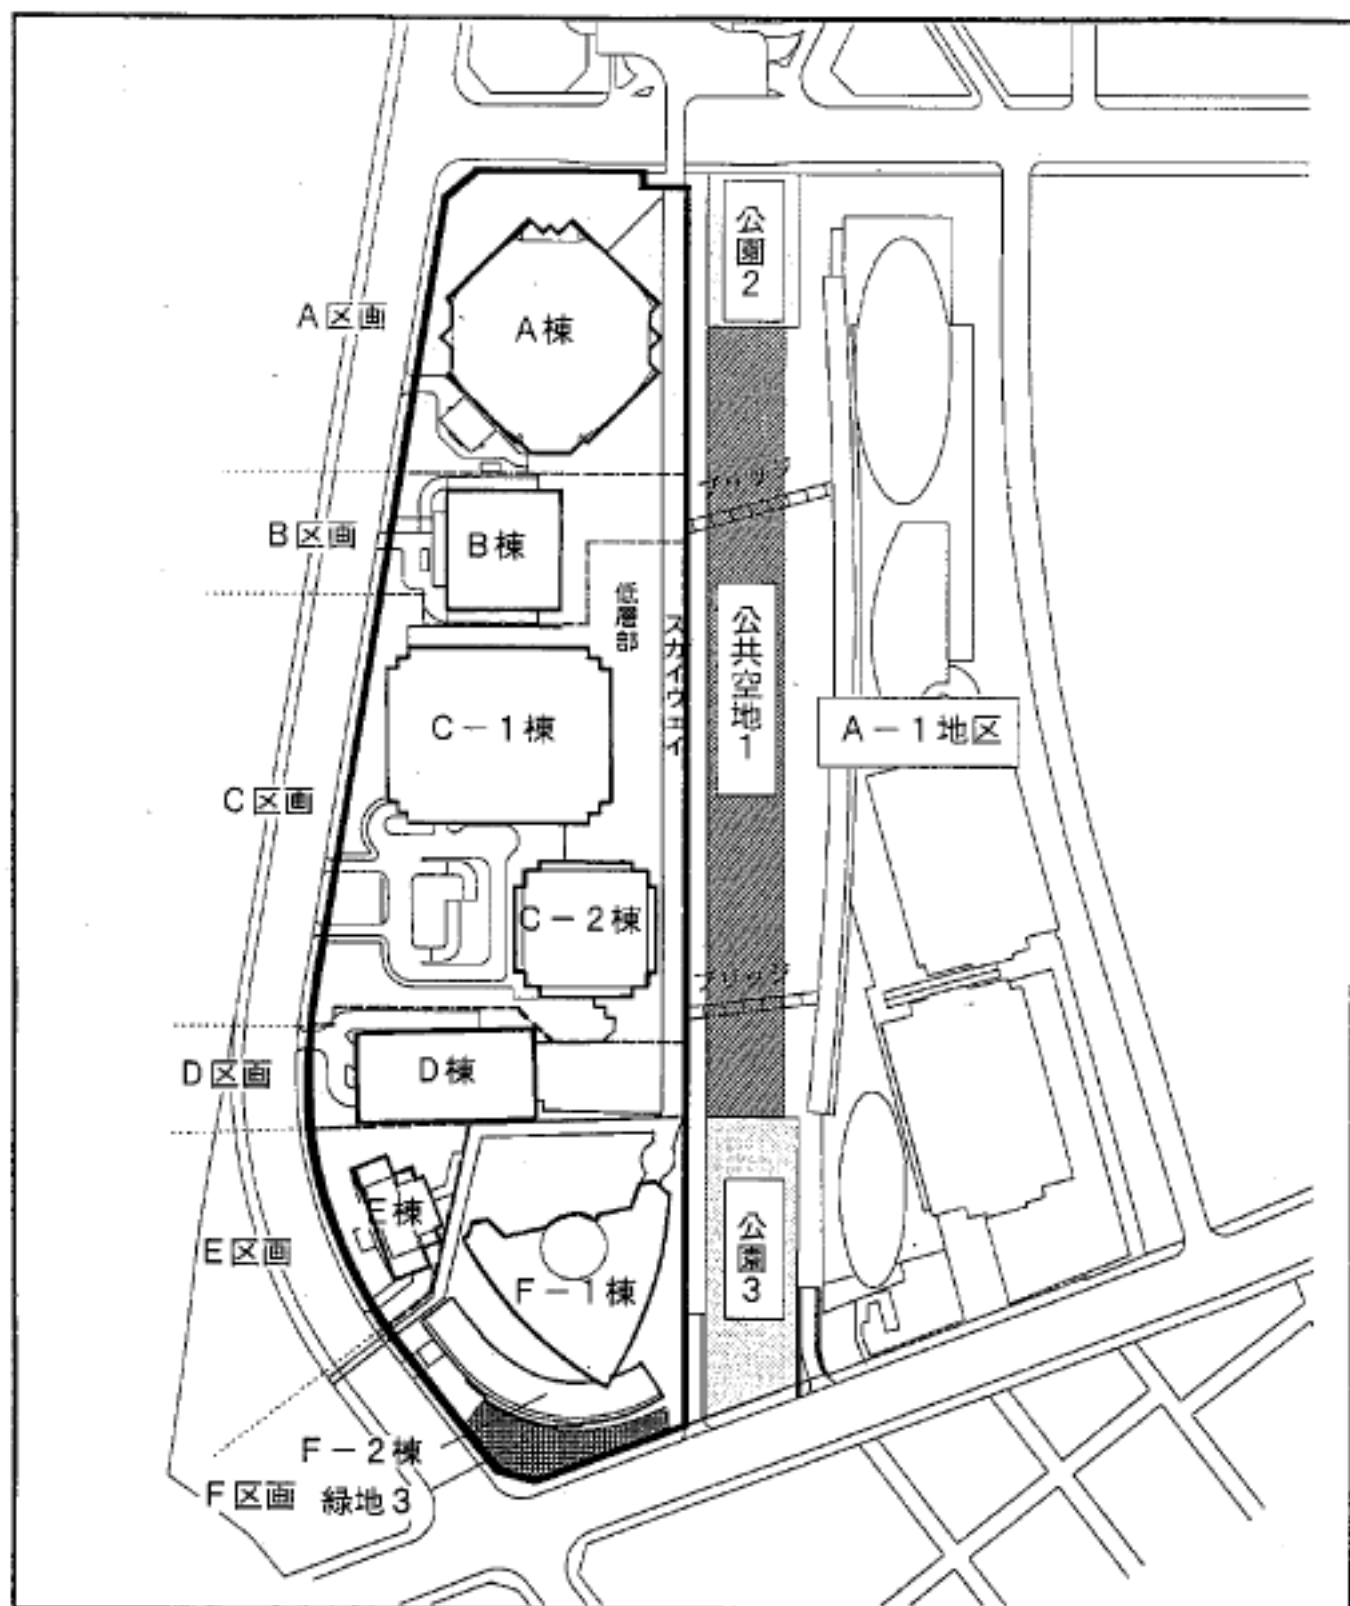 公園2
A区画
A棟
ブリッジ
B区画
B棟
低層部
スカイウェイ
公共空地1
C-1棟
A-1地区
C区画
C-2棟
ブリッジ
D区画
D棟
E棟
公園3
E区画
F-1棟
F-2棟
F区画
緑地3